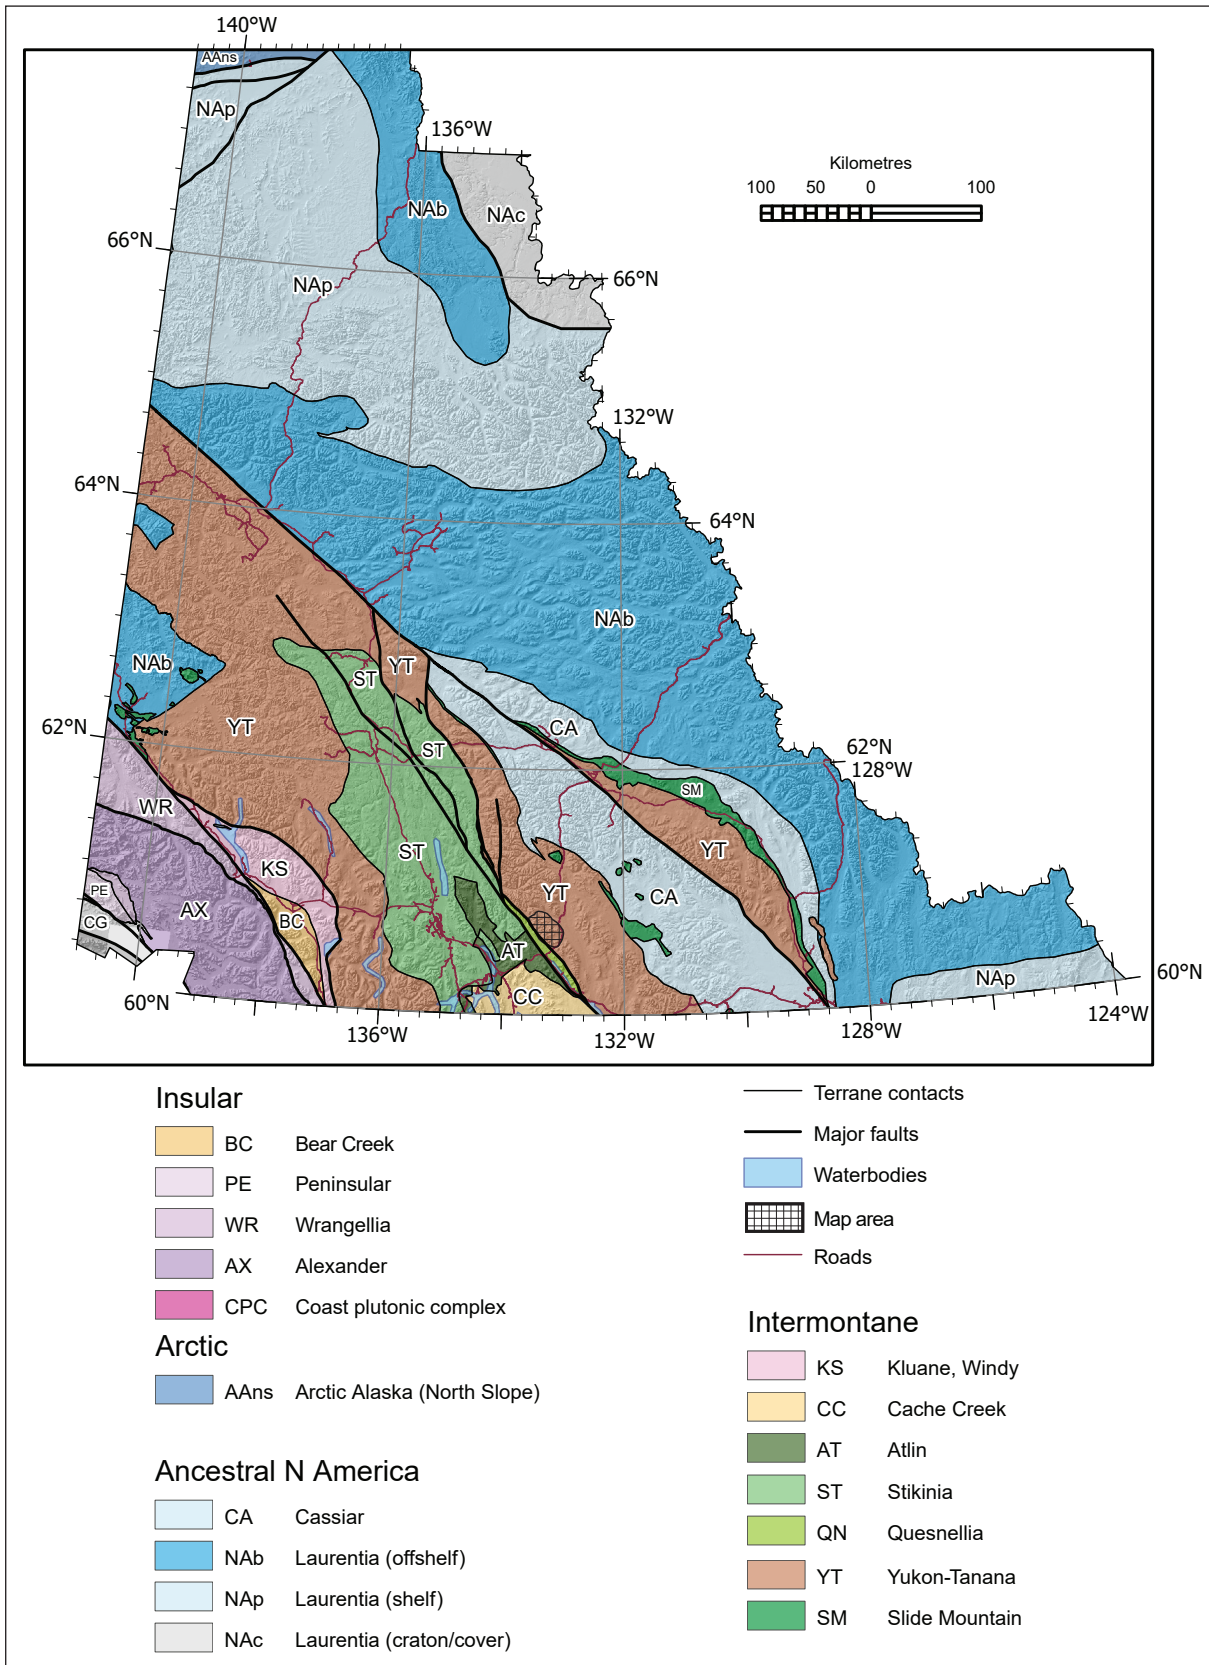 140°W
AAns
NAp
136°W
Kilometres
100 50 0 100
NAb
NAc
66°N
66°N
NAp
132°W
64°N
64°N
NAb
NAb
YT
ST
CA
YT
62°N
ST
62°N
128°W
SM
WR
YT
KS
ST
PE
YT
CA
AX
BC
CG
AT
NAp
60°N
CC
60°N
124°W
128°W
136°W
132°W
Insular
BC Bear Creek
PE Peninsular
WR Wrangellia
AX Alexander
CPC Coast plutonic complex
Arctic
AAns Arctic Alaska (North Slope)
Ancestral N America
CA Cassiar
NAb Laurentia (offshelf)
NAp Laurentia (shelf)
NAc Laurentia (craton/cover)
Terrane contacts
Major faults
Waterbodies
Map area
Roads
Intermontane
KS Kluane, Windy
CC Cache Creek
AT Atlin
ST Stikinia
QN Quesnellia
YT Yukon-Tanana
SM Slide Mountain